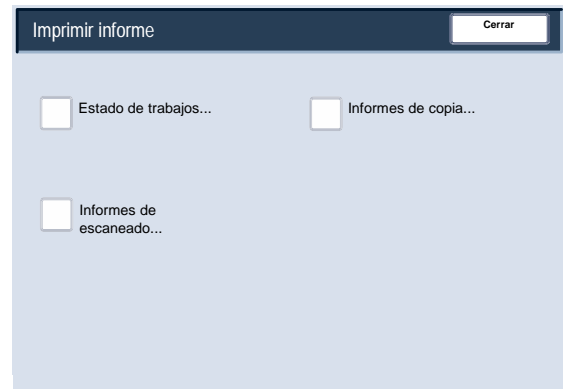 Imprimir informe
Cerrar
Estado de trabajos...
Informes de copia...
Informes de
escaneado...